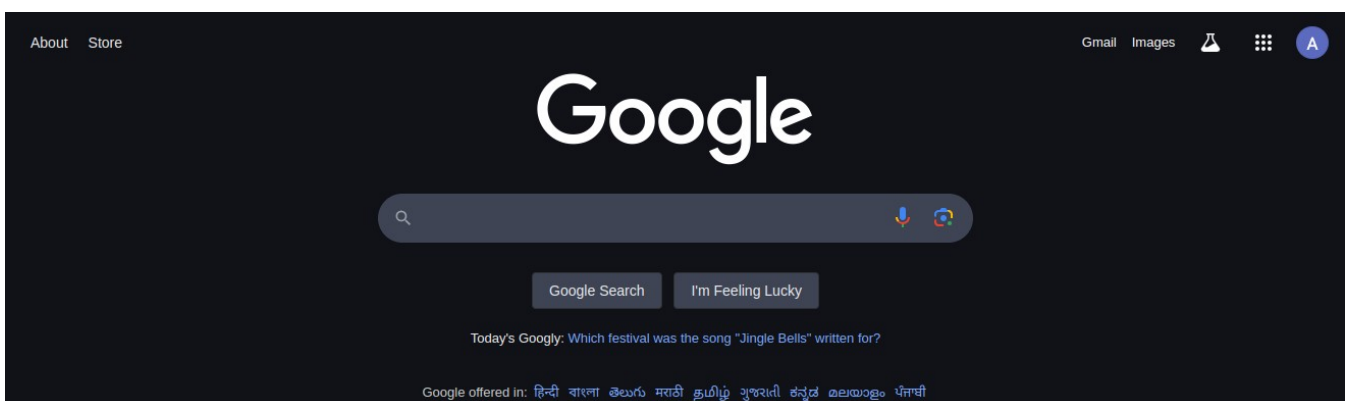 About Store Gmail Images A
Google
Google Search I'm Feeling Lucky
Today's Googly: Which festival was the song "Jingle Bells" written for?
Google offered in: हिन्दी বাংলা తెలుగు मराठी தமிழ் ગુજરાતી ಕನ್ನಡ മലയാളം ਪੰਜਾਬੀ